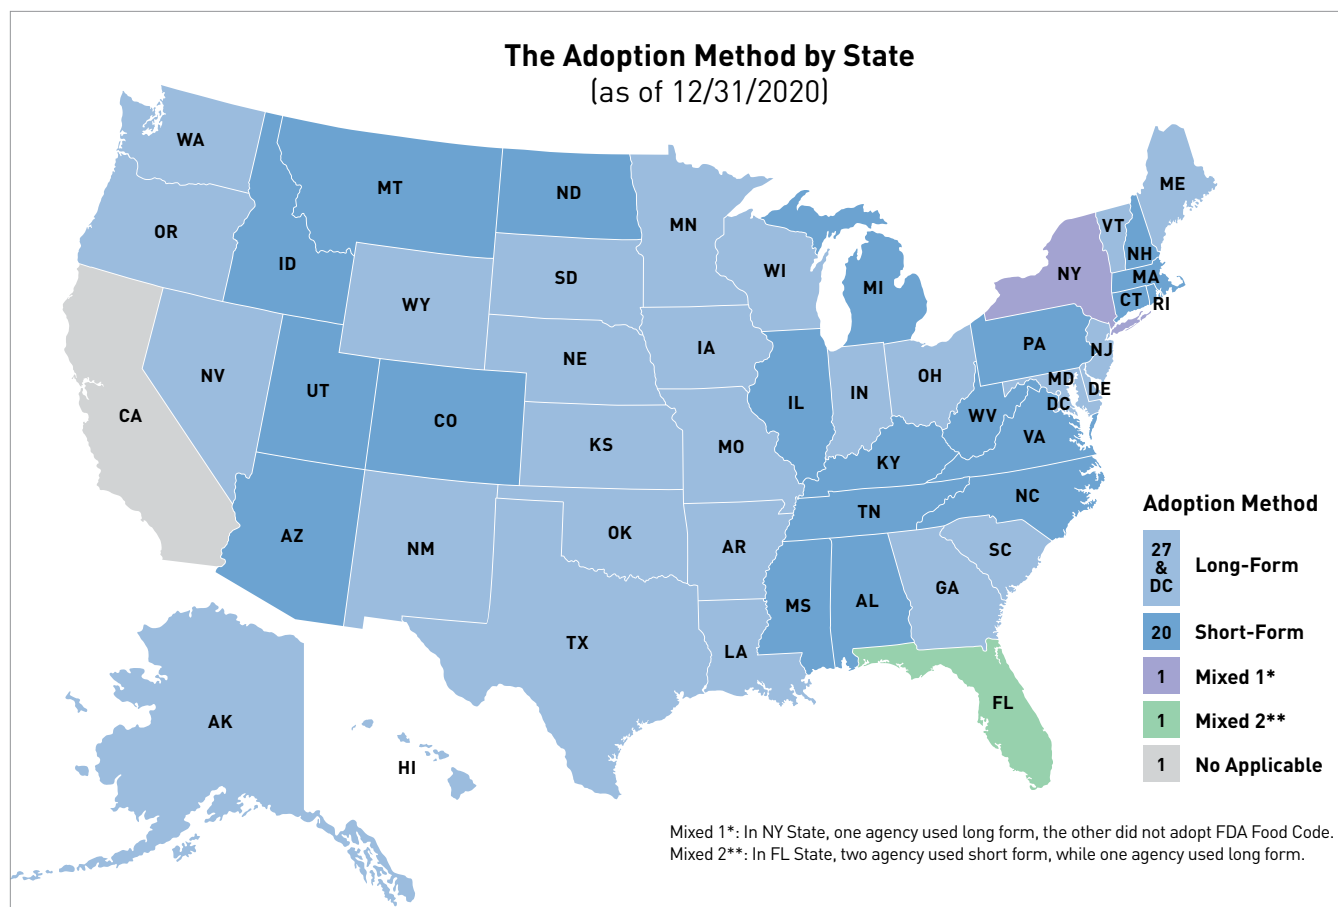 The Adoption Method by State
(as of 12/31/2020)
WA
MT
ND
MN
ME
OR
ID
SD
WI
VT
NH
NY
MA
WY
MI
CT
RI
NE
IA
PA
NJ
NV
UT
CO
IL
IN
OH
MD
DE
DC
CA
KS
MO
WV
VA
KY
NC
AZ
NM
OK
AR
TN
SC
MS
AL
GA
TX
LA
FL
AK
HI
Adoption Method
27
&
DC
Long-Form
20 Short-Form
1 Mixed 1*
1 Mixed 2**
1 No Applicable
Mixed 1*: In NY State, one agency used long form, the other did not adopt FDA Food Code.
Mixed 2**: In FL State, two agency used short form, while one agency used long form.